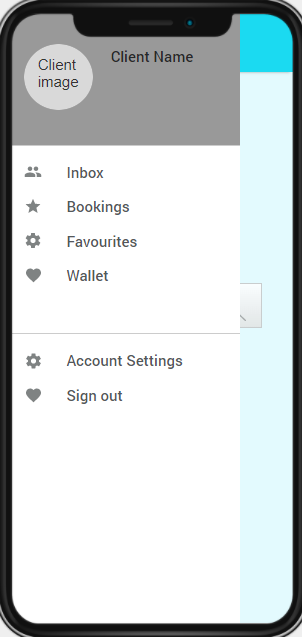 Client Name
Client
image
Inbox
Bookings
Favourites
Wallet
Account Settings
Sign out